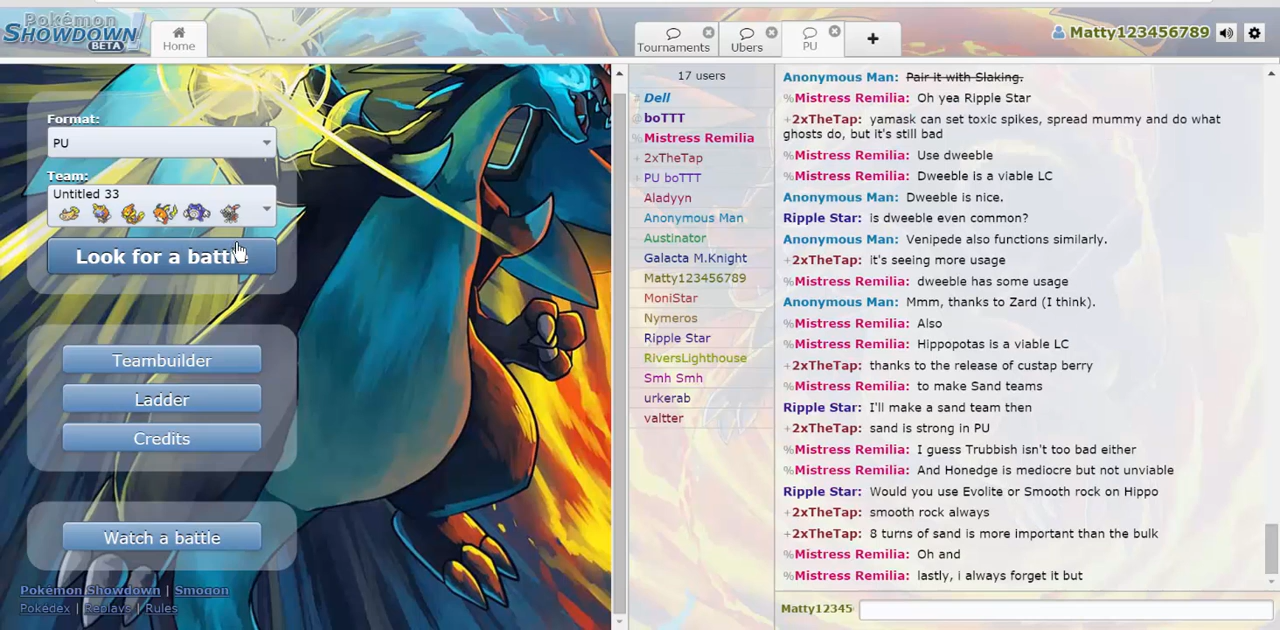 Pokémon
SHOWDOWN!
BETA
Home
Tournaments
Ubers
PU
+
Matty123456789
Format:
PU
Team:
Untitled 33
Look for a battle
Teambuilder
Ladder
Credits
Watch a battle
Pokémon Showdown | Smogon
Pokédex | Replays | Rules
17 users
# Dell
@ boTTT
% Mistress Remilia
+ 2xTheTap
+ PU boTTT
Aladyyn
Anonymous Man
Austinator
Galacta M.Knight
Matty123456789
MoniStar
Nymeros
Ripple Star
RiversLighthouse
Smh Smh
urkerab
valtter
Anonymous Man: Pair it with Slaking.
%Mistress Remilia: Oh yea Ripple Star
+2xTheTap: yamask can set toxic spikes, spread mummy and do what
ghosts do, but it's still bad
%Mistress Remilia: Use dweeble
%Mistress Remilia: Dweeble is a viable LC
Anonymous Man: Dweeble is nice.
Ripple Star: is dweeble even common?
Anonymous Man: Venipede also functions similarly.
+2xTheTap: it's seeing more usage
%Mistress Remilia: dweeble has some usage
Anonymous Man: Mmm, thanks to Zard (I think).
%Mistress Remilia: Also
%Mistress Remilia: Hippopotas is a viable LC
+2xTheTap: thanks to the release of custap berry
%Mistress Remilia: to make Sand teams
Ripple Star: I'll make a sand team then
+2xTheTap: sand is strong in PU
%Mistress Remilia: I guess Trubbish isn't too bad either
%Mistress Remilia: And Honedge is mediocre but not unviable
Ripple Star: Would you use Evolite or Smooth rock on Hippo
+2xTheTap: smooth rock always
+2xTheTap: 8 turns of sand is more important than the bulk
%Mistress Remilia: Oh and
%Mistress Remilia: lastly, i always forget it but
Matty12345